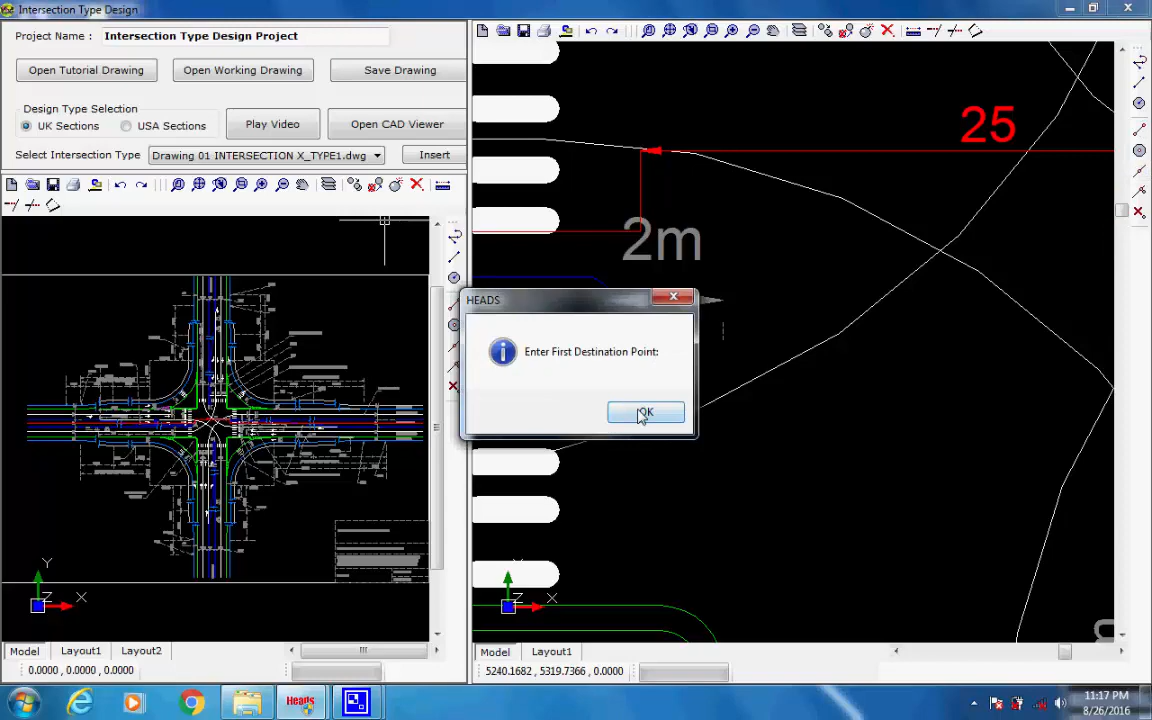 Intersection Type Design
Project Name : Intersection Type Design Project
Open Tutorial Drawing Open Working Drawing Save Drawing
Design Type Selection
UK Sections USA Sections Play Video Open CAD Viewer
Select Intersection Type Drawing 01 INTERSECTION X_TYPE1.dwg Insert
25
2m
HEADS
Enter First Destination Point:
OK
Y
Z X
Z X
Model Layout1 Layout2
Model Layout1
0.0000 , 0.0000 , 0.0000
5240.1682 , 5319.7366 , 0.0000
Heads
11:17 PM
8/26/2016